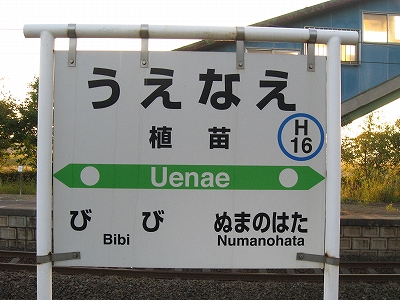 うえなえ
植苗
H
16
Uenae
びび ぬまのはた
Bibi Numanohata